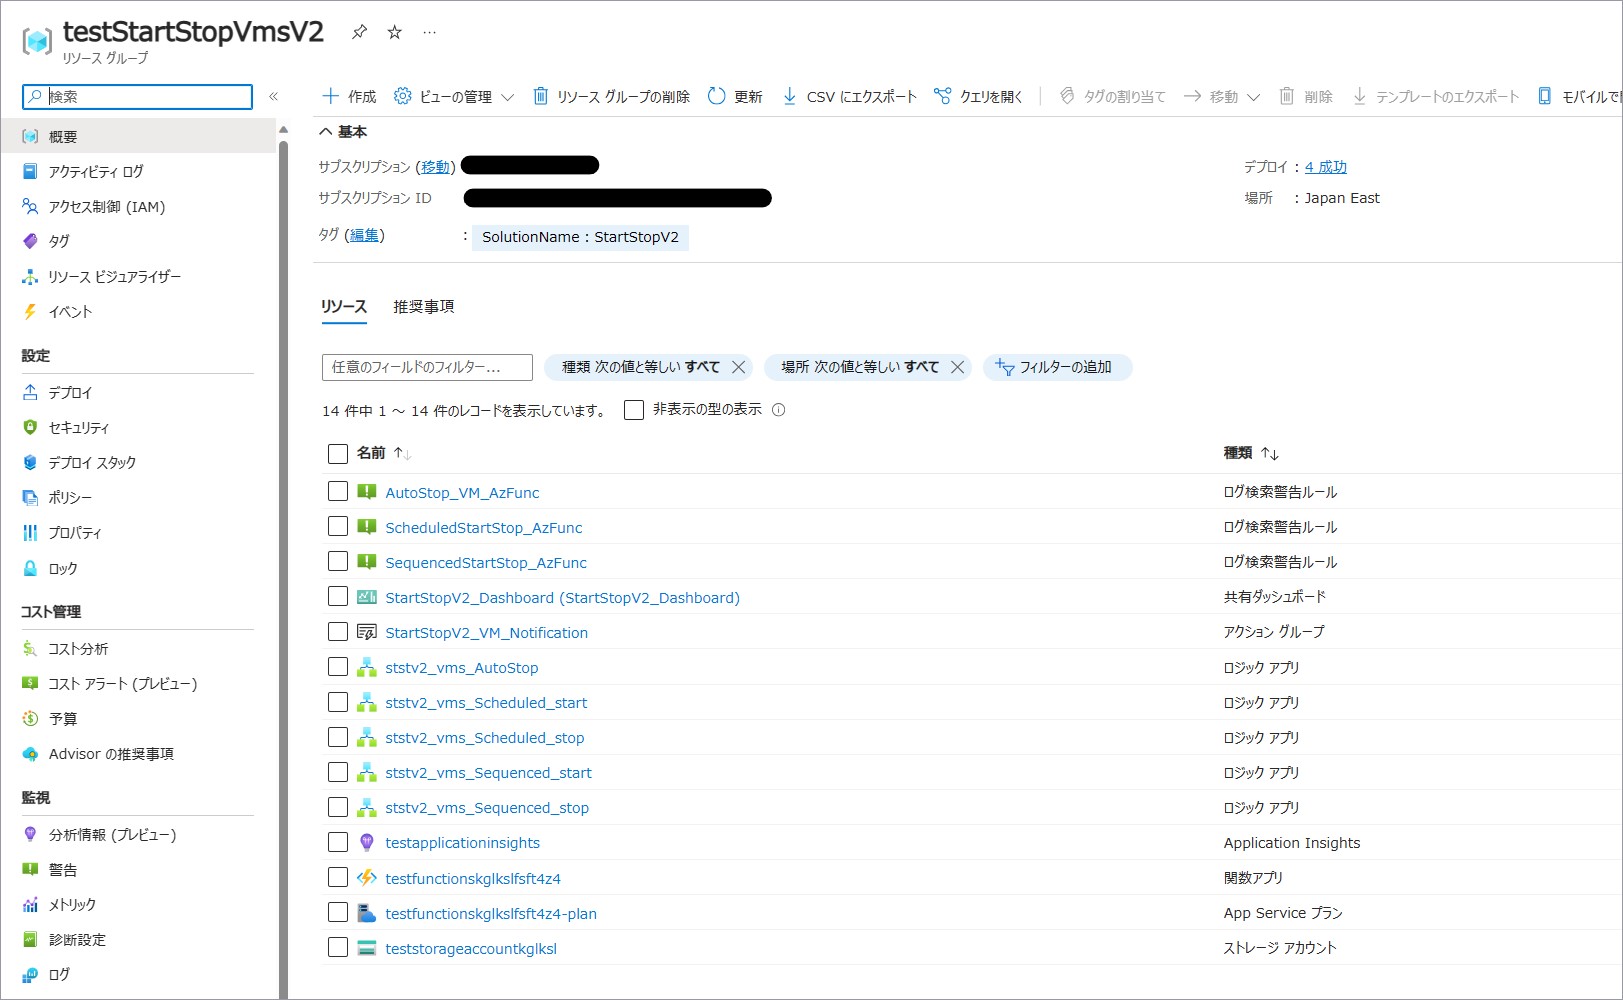 testStartStopVmsV2
リソース グループ
検索
«
作成 ビューの管理 リソース グループの削除 更新 CSV にエクスポート クエリを開く タグの割り当て 移動 削除 テンプレートのエクスポート モバイルで
概要
アクティビティ ログ
アクセス制御 (IAM)
タグ
リソース ビジュアライザー
イベント
設定
デプロイ
セキュリティ
デプロイ スタック
ポリシー
プロパティ
ロック
コスト管理
コスト分析
コスト アラート (プレビュー)
予算
Advisor の推奨事項
監視
分析情報 (プレビュー)
警告
メトリック
診断設定
ログ
基本
サブスクリプション (移動)
デプロイ : 4 成功
サブスクリプション ID
場所 : Japan East
タグ (編集) : SolutionName : StartStopV2
リソース 推奨事項
任意のフィールドのフィルター... 種類 次の値と等しい すべて 場所 次の値と等しい すべて フィルターの追加
14 件中 1 ～ 14 件のレコードを表示しています。 非表示の型の表示
名前 ↑↓ 種類 ↑↓
AutoStop_VM_AzFunc ログ検索警告ルール
ScheduledStartStop_AzFunc ログ検索警告ルール
SequencedStartStop_AzFunc ログ検索警告ルール
StartStopV2_Dashboard (StartStopV2_Dashboard) 共有ダッシュボード
StartStopV2_VM_Notification アクション グループ
ststv2_vms_AutoStop ロジック アプリ
ststv2_vms_Scheduled_start ロジック アプリ
ststv2_vms_Scheduled_stop ロジック アプリ
ststv2_vms_Sequenced_start ロジック アプリ
ststv2_vms_Sequenced_stop ロジック アプリ
testapplicationinsights Application Insights
testfunctionskglkslfsft4z4 関数アプリ
testfunctionskglkslfsft4z4-plan App Service プラン
teststorageaccountkglksl ストレージ アカウント